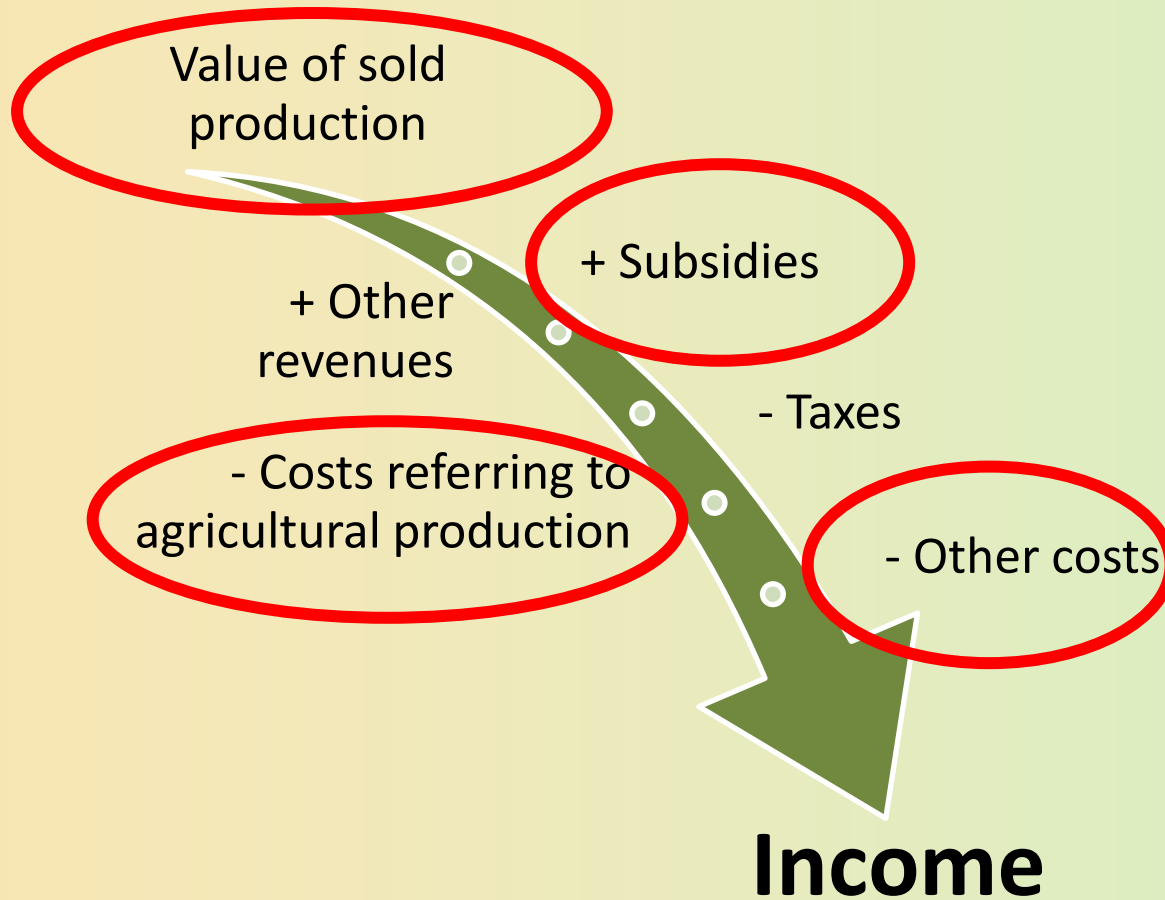 Value of sold
production
+ Subsidies
+ Other
revenues
- Taxes
- Costs referring to
agricultural production
- Other costs
Income